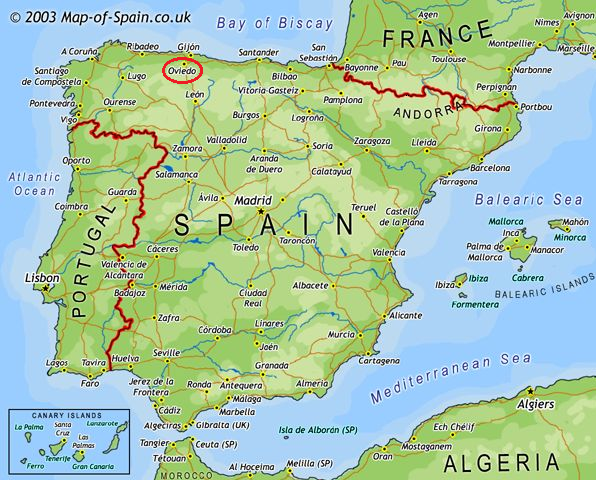 © 2003 Map-of-Spain.co.uk
Bay of Biscay
FRANCE
Agen
Nimes
Avignon
Montpellier
Marseille
Toulouse
Narbonne
Bayonne
Pau
Perpignan
Portbou
ANDORRA
A Coruña
Ribadeo
Gijón
Oviedo
Santander
San
Sebastián
Bilbao
Santiago
de Compostela
Lugo
León
Vitoria-Gasteiz
Pamplona
Pontevedra
Ourense
Burgos
Logroño
Girona
Vigo
Valladolid
Soria
Zaragoza
Lleida
Barcelona
Oporto
Zamora
Aranda
de Duero
Calatayud
Tarragona
Salamanca
Atlantic
Ocean
Guarda
Ávila
Madrid
Teruel
Castelló
de la Plana
Balearic Sea
Mallorca
Mahón
Menorca
Inca
Palma de
Mallorca
Manacor
Cabrera
Coimbra
SPAIN
PORTUGAL
Cáceres
Toledo
Tarancón
Valencia
Ibiza
Ibiza
Formentera
BALEARIC ISLANDS
Lisbon
Valencia de
Alcántara
Badajoz
Mérida
Ciudad
Real
Albacete
Alicante
Zafra
Córdoba
Linares
Jaén
Murcia
Cartagena
Lagos
Tavira
Faro
Huelva
Seville
Granada
Mediterranean Sea
Jerez de la
Frontera
Ronda
Antequera
Almería
Málaga
Marbella
Cádiz
Algeciras
Gibraltar (UK)
Isla de Alborán (SP)
Algiers
Tangier
Ceuta (SP)
Oran
Ech Chélif
Mostaganem
Tétouan
Al Hoceima
Melilla (SP)
MOROCCO
ALGERIA
CANARY ISLANDS
La Palma
Santa
Cruz
Lanzarote
Las
Palmas
Ferro
Tenerife
Gran Canaria